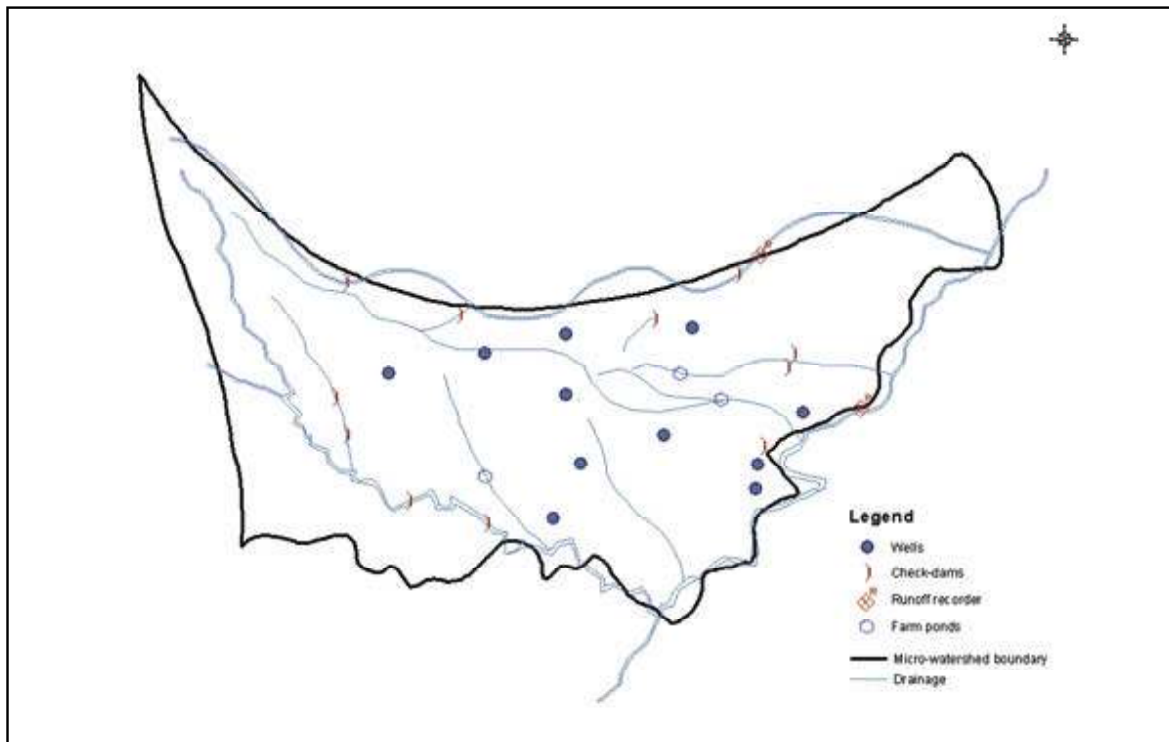 Legend
Wells
Check-dams
Runoff recorder
Farm ponds
Micro-watershed boundary
Drainage